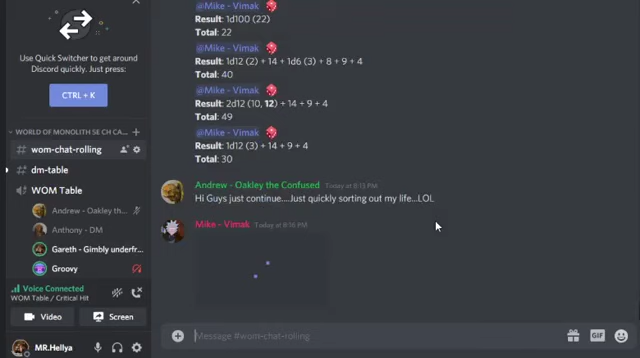 Use Quick Switcher to get around
Discord quickly. Just press:
CTRL + K
WORLD OF MONOLITH SE CH CA...
wom-chat-rolling
dm-table
WOM Table
Andrew - Oakley th...
Anthony - DM
Gareth - Gimbly underfr...
Groovy
Voice Connected
WOM Table / Critical Hit
Video
Screen
MR.Hellya
@Mike - Vimak
Result: 1d100 (22)
Total: 22
@Mike - Vimak
Result: 1d12 (2) + 14 + 1d6 (3) + 8 + 9 + 4
Total: 40
@Mike - Vimak
Result: 2d12 (10, 12) + 14 + 9 + 4
Total: 49
@Mike - Vimak
Result: 1d12 (3) + 14 + 9 + 4
Total: 30
Andrew - Oakley the Confused Today at 8:13 PM
Hi Guys just continue....Just quickly sorting out my life...LOL
Mike - Vimak Today at 8:16 PM
Message #wom-chat-rolling
GIF